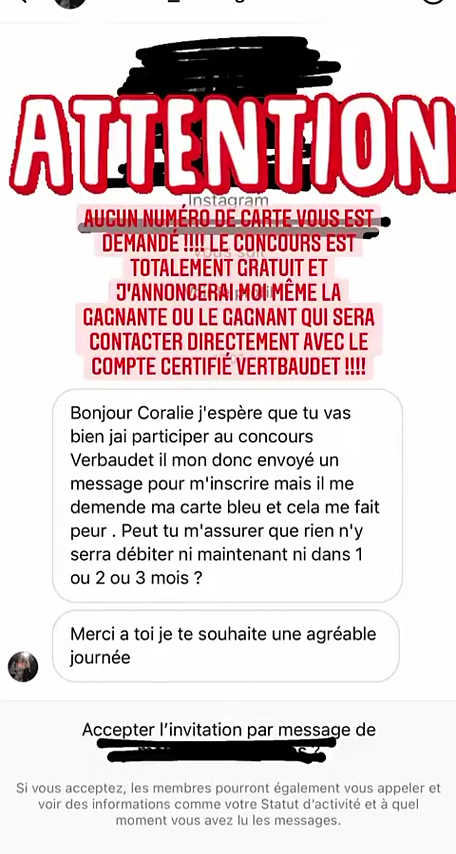 ATTENTION
Instagram
AUCUN NUMÉRO DE CARTE VOUS EST
DEMANDÉ !!!! LE CONCOURS EST
TOTALEMENT GRATUIT ET
J'ANNONCERAI MOI MÊME LA
GAGNANTE OU LE GAGNANT QUI SERA
CONTACTER DIRECTEMENT AVEC LE
COMPTE CERTIFIÉ VERTBAUDET !!!!
Bonjour Coralie j'espère que tu vas
bien jai participer au concours
Verbaudet il mon donc envoyé un
message pour m'inscrire mais il me
demende ma carte bleu et cela me fait
peur . Peut tu m'assurer que rien n'y
serra débiter ni maintenant ni dans 1
ou 2 ou 3 mois ?
Merci a toi je te souhaite une agréable
journée
Accepter l'invitation par message de
Si vous acceptez, les membres pourront également vous appeler et
voir des informations comme votre Statut d'activité et à quel
moment vous avez lu les messages.